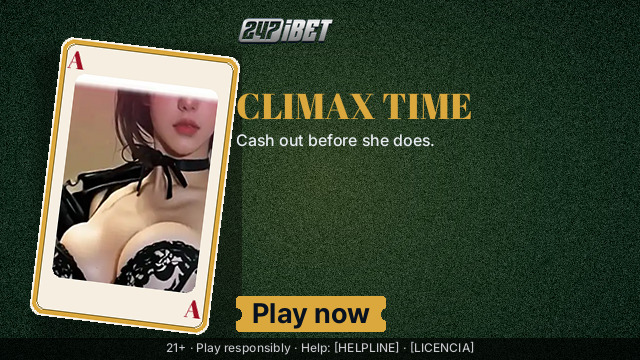 247iBET
A
CLIMAX TIME
Cash out before she does.
A
Play now
21+ · Play responsibly · Help: [HELPLINE] · [LICENCIA]